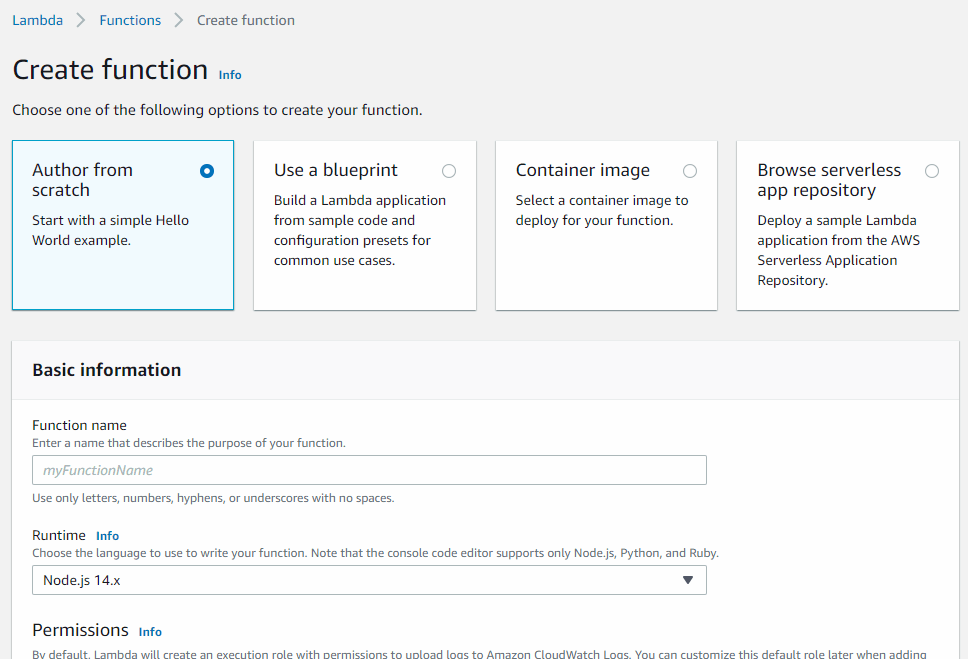 Lambda > Functions > Create function
Create function Info
Choose one of the following options to create your function.
Author from
scratch
Start with a simple Hello
World example.
Use a blueprint
Build a Lambda application
from sample code and
configuration presets for
common use cases.
Container image
Select a container image to
deploy for your function.
Browse serverless
app repository
Deploy a sample Lambda
application from the AWS
Serverless Application
Repository.
Basic information
Function name
Enter a name that describes the purpose of your function.
myFunctionName
Use only letters, numbers, hyphens, or underscores with no spaces.
Runtime Info
Choose the language to use to write your function. Note that the console code editor supports only Node.js, Python, and Ruby.
Node.js 14.x
Permissions Info
By default, Lambda will create an execution role with permissions to upload logs to Amazon CloudWatch Logs. You can customize this default role later when adding